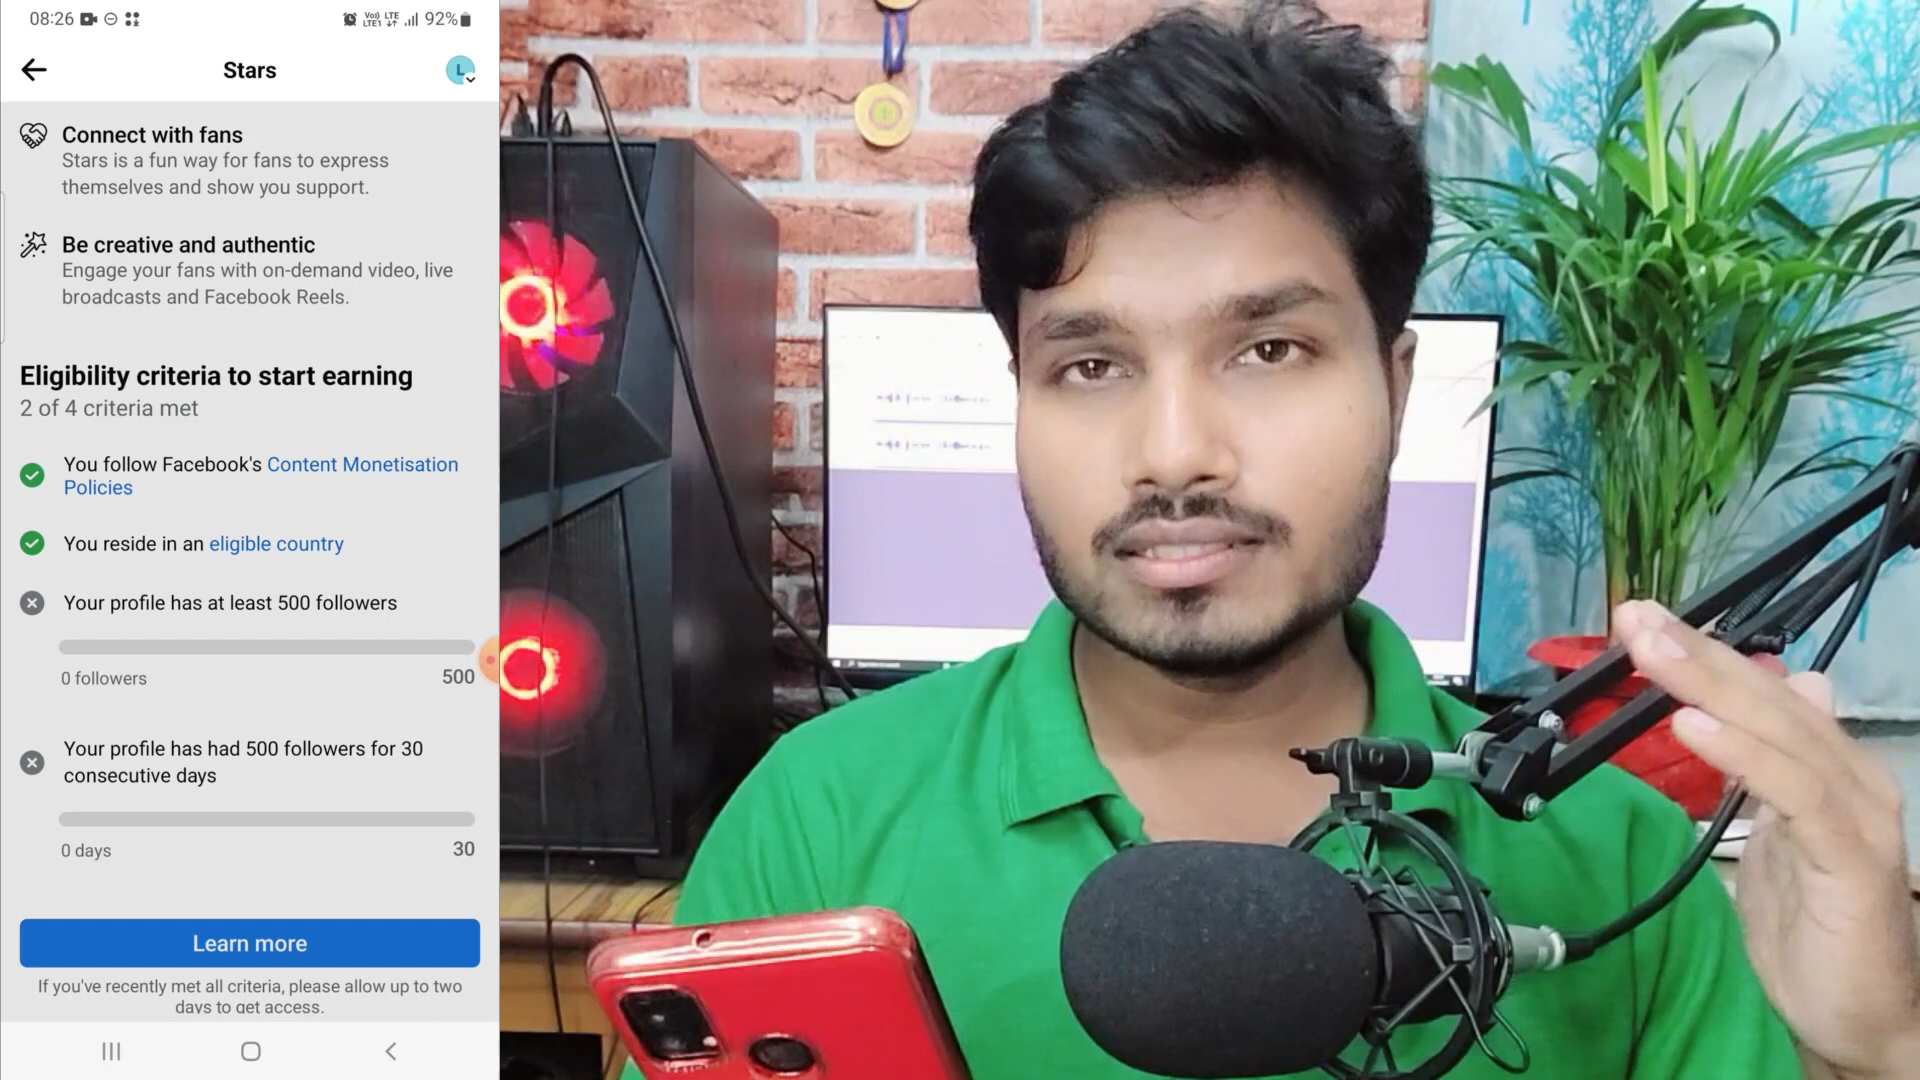 08:26
Vo)) LTE
LTE1
92%
Stars
L
Connect with fans
Stars is a fun way for fans to express
themselves and show you support.
Be creative and authentic
Engage your fans with on-demand video, live
broadcasts and Facebook Reels.
Eligibility criteria to start earning
2 of 4 criteria met
You follow Facebook's Content Monetisation
Policies
You reside in an eligible country
Your profile has at least 500 followers
0 followers
500
Your profile has had 500 followers for 30
consecutive days
0 days
30
Learn more
If you've recently met all criteria, please allow up to two
days to get access.